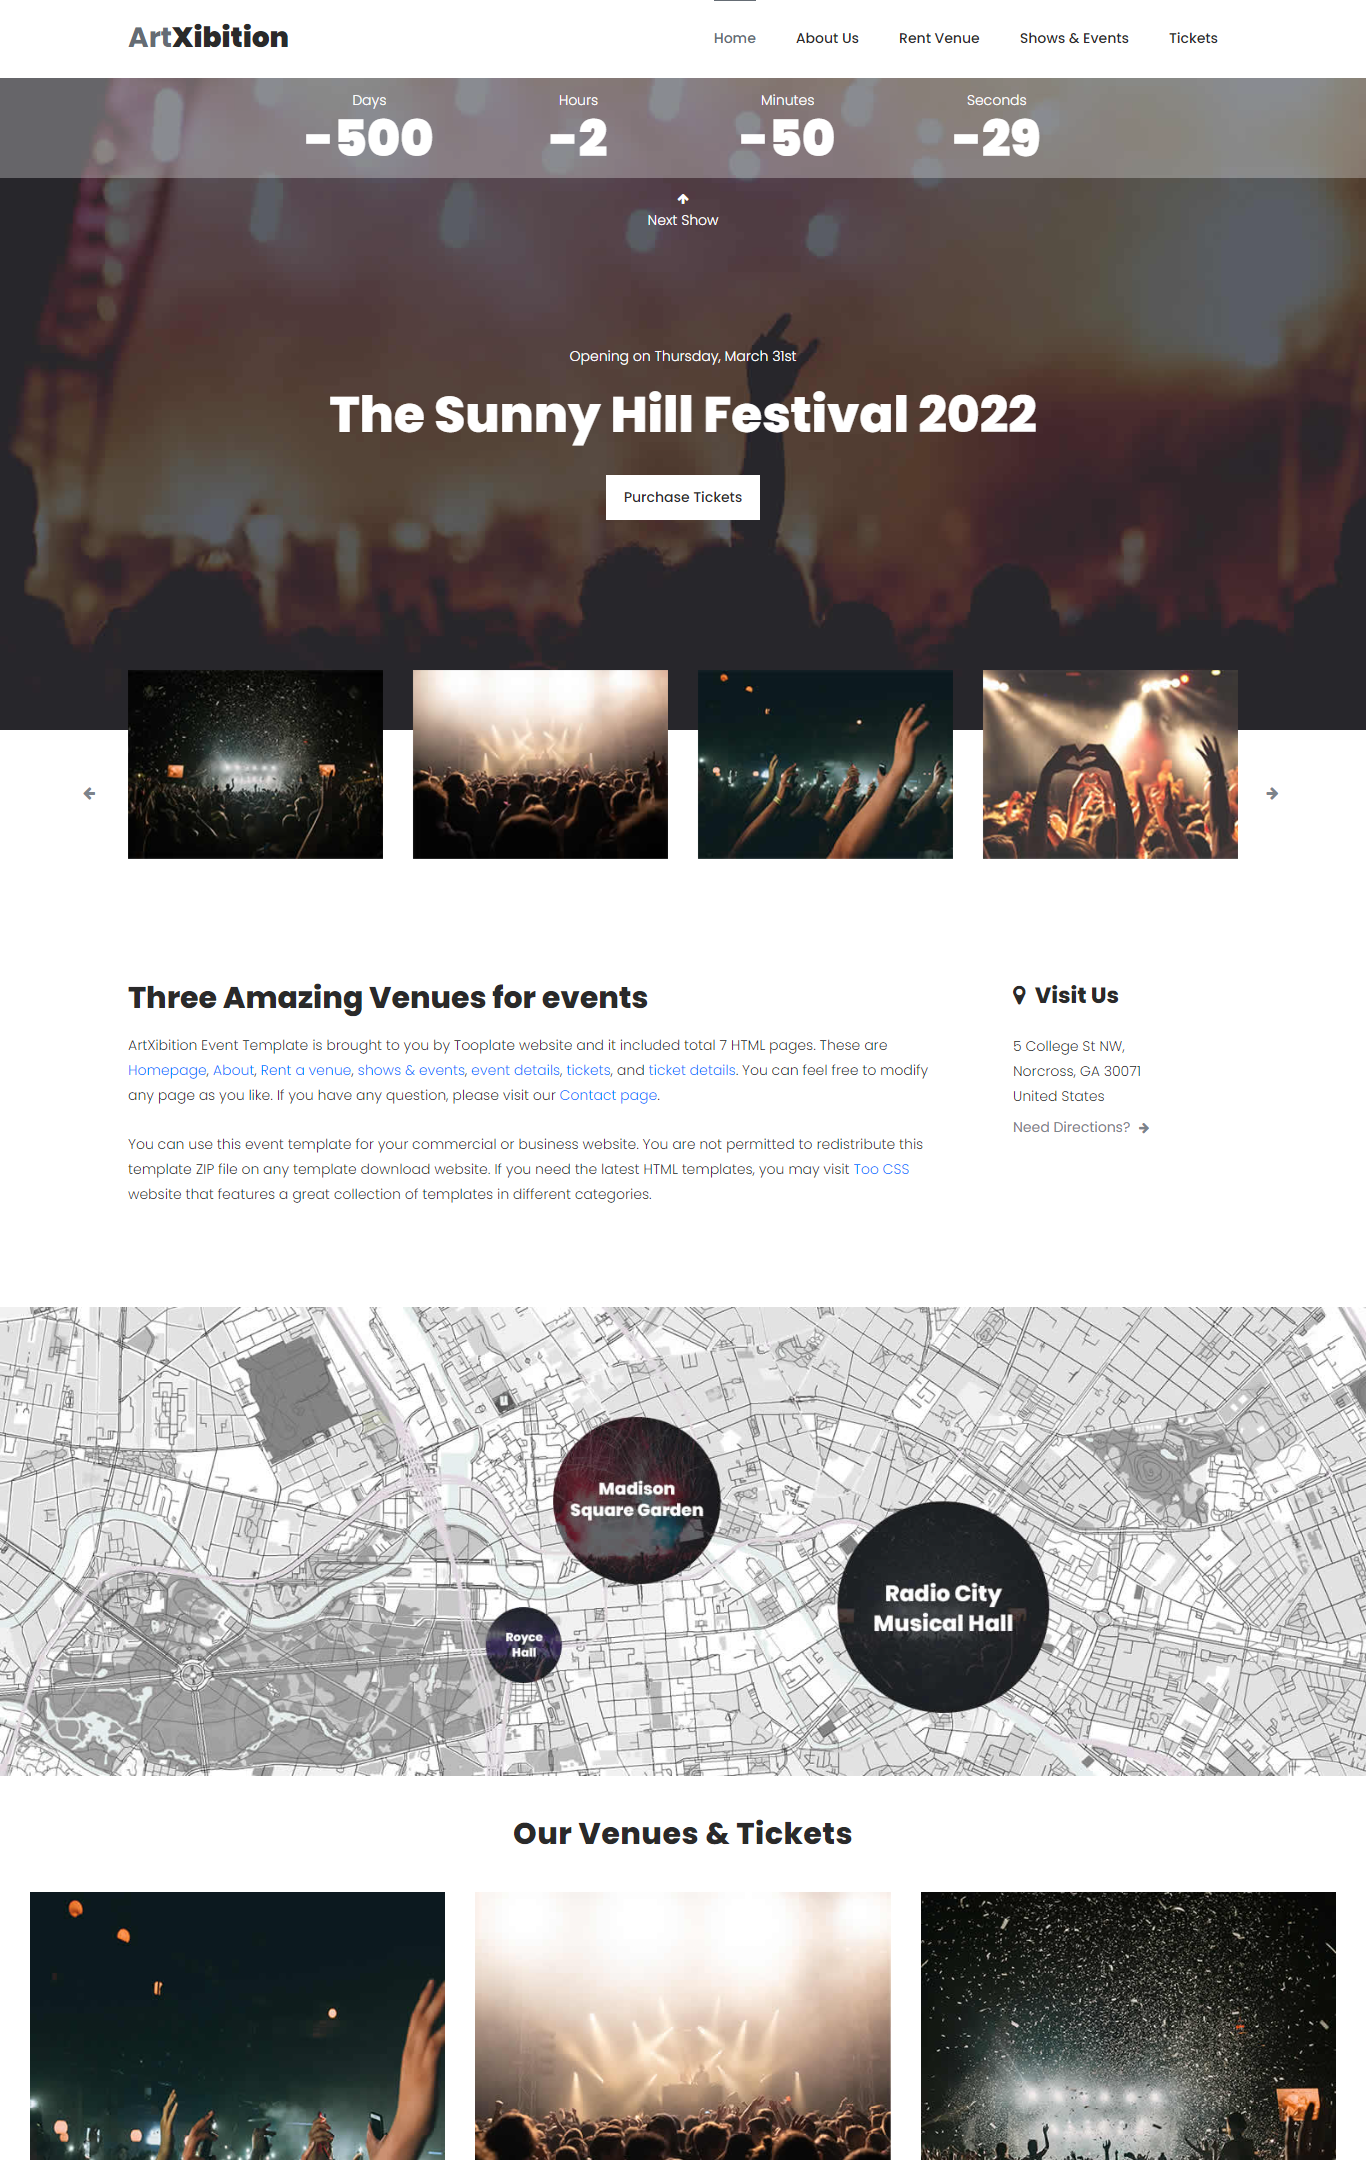 ArtXibition
Home About Us Rent Venue Shows & Events Tickets
Days Hours Minutes Seconds
-500 -2 -50 -29
Next Show
Opening on Thursday, March 31st
The Sunny Hill Festival 2022
Purchase Tickets
Three Amazing Venues for events
ArtXibition Event Template is brought to you by Tooplate website and it included total 7 HTML pages. These are
Homepage, About, Rent a venue, shows & events, event details, tickets, and ticket details. You can feel free to modify
any page as you like. If you have any question, please visit our Contact page.
You can use this event template for your commercial or business website. You are not permitted to redistribute this
template ZIP file on any template download website. If you need the latest HTML templates, you may visit Too CSS
website that features a great collection of templates in different categories.
Visit Us
5 College St NW,
Norcross, GA 30071
United States
Need Directions?
Madison
Square Garden
Radio City
Musical Hall
Royce
Hall
Our Venues & Tickets